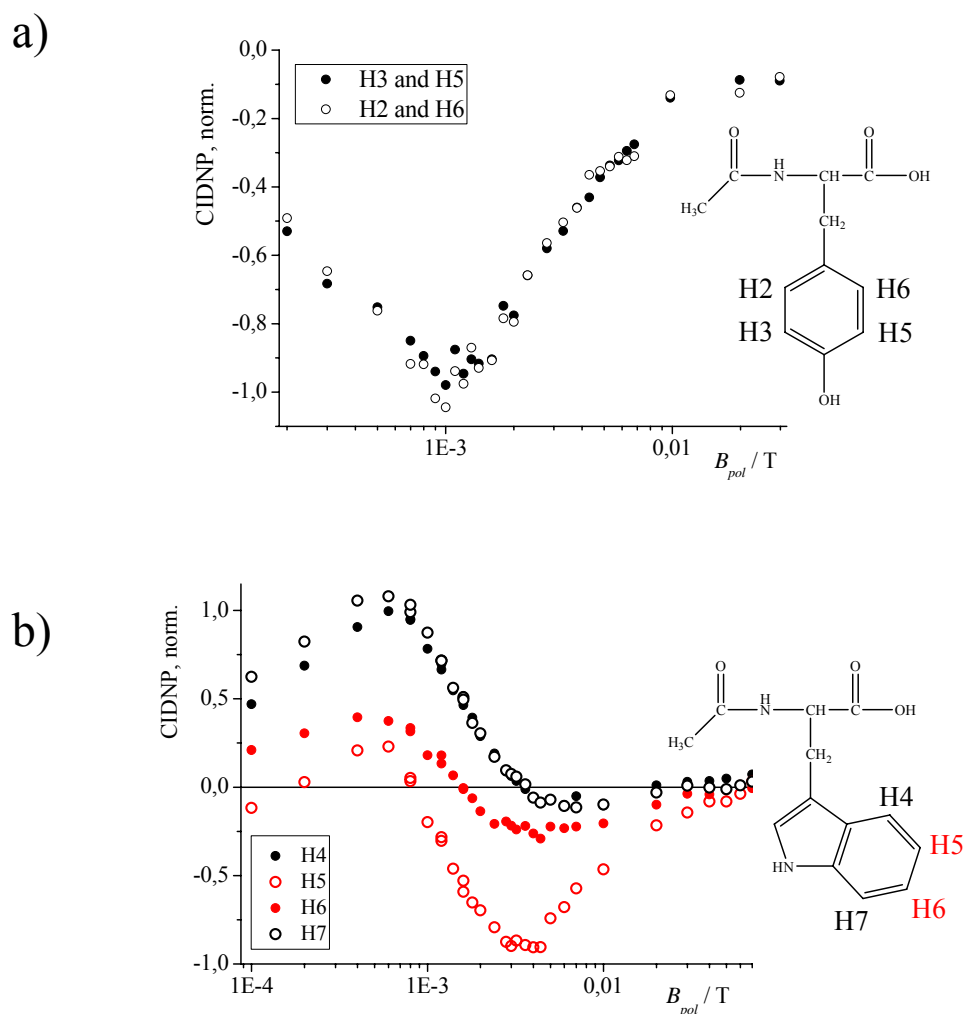 a)
0,0
-0,2
-0,4
-0,6
-0,8
-1,0
CIDNP, norm.
H3 and H5
H2 and H6
1E-3
0,01
B_pol / T
O
O
H
C
N
CH
C
OH
H₃C
CH₂
H2
H6
H3
H5
OH
b)
1,0
0,5
0,0
-0,5
-1,0
CIDNP, norm.
H4
H5
H6
H7
1E-4
1E-3
0,01
B_pol / T
O
O
H
C
N
CH
C
OH
H₃C
H4
H5
HN
H6
H7